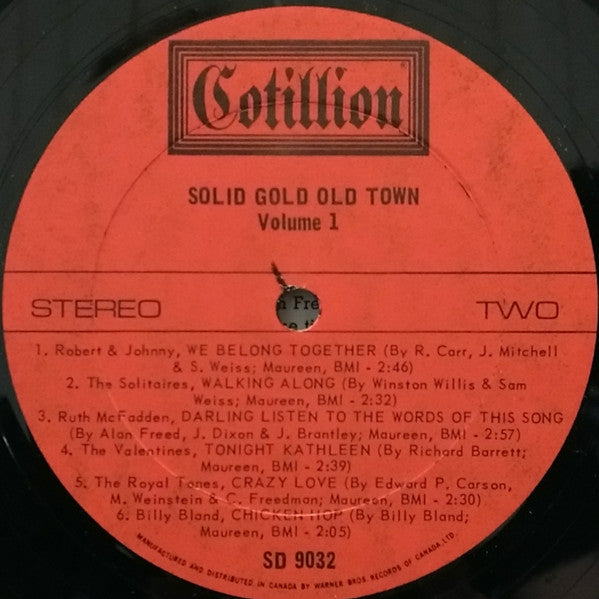 Cotillion
SOLID GOLD OLD TOWN
Volume 1
STEREO
TWO
1. Robert & Johnny, WE BELONG TOGETHER (By R. Carr, J. Mitchell
& S. Weiss; Maureen, BMI - 2:46)
2. The Solitaires, WALKING ALONG (By Winston Willis & Sam
Weiss; Maureen, BMI - 2:32)
3. Ruth McFadden, DARLING LISTEN TO THE WORDS OF THIS SONG
(By Alan Freed, J. Dixon & J. Brantley; Maureen, BMI - 2:57)
4. The Valentines, TONIGHT KATHLEEN (By Richard Barrett;
Maureen, BMI - 2:39)
5. The Royal Tones, CRAZY LOVE (By Edward P. Carson,
M. Weinstein & C. Freedman; Maureen, BMI - 2:30)
6. Billy Bland, CHICKEN HOP (By Billy Bland;
Maureen, BMI - 2:05)
SD 9032
MANUFACTURED AND DISTRIBUTED IN CANADA BY WARNER BROS. RECORDS OF CANADA, LTD.